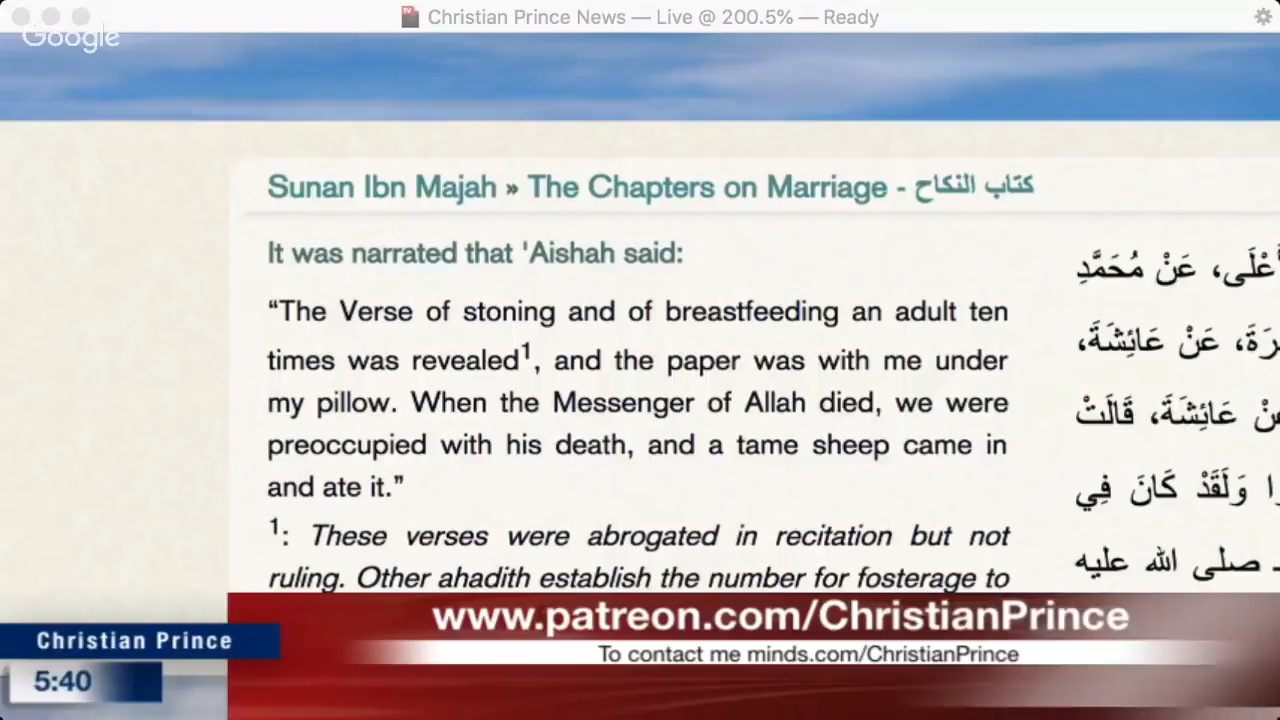 Christian Prince News — Live @ 200.5% — Ready
Google
Sunan Ibn Majah » The Chapters on Marriage - كتاب النكاح
It was narrated that 'Aishah said:
“The Verse of stoning and of breastfeeding an adult ten
times was revealed1, and the paper was with me under
my pillow. When the Messenger of Allah died, we were
preoccupied with his death, and a tame sheep came in
and ate it.”
1: These verses were abrogated in recitation but not
ruling. Other ahadith establish the number for fosterage to
عَنْ مُحَمَّدِ
عَنْ عَائِشَةَ،
عَائِشَةَ، قَالَتْ
وَلَقَدْ كَانَ فِي
صلى الله عليه
www.patreon.com/ChristianPrince
To contact me minds.com/ChristianPrince
Christian Prince
5:40